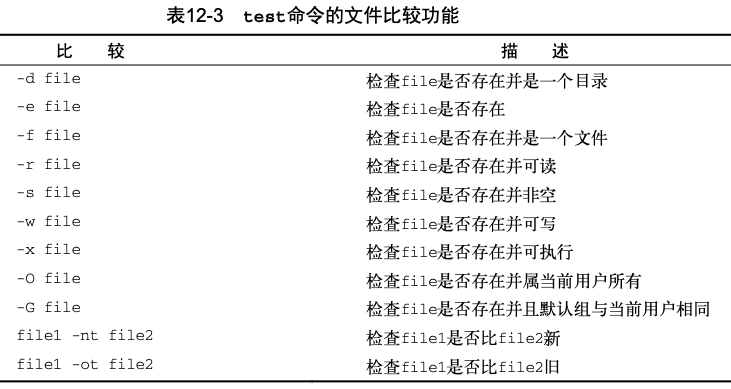 表12-3 test命令的文件比较功能
比 较 描 述
-d file 检查file是否存在并是一个目录
-e file 检查file是否存在
-f file 检查file是否存在并是一个文件
-r file 检查file是否存在并可读
-s file 检查file是否存在并非空
-w file 检查file是否存在并可写
-x file 检查file是否存在并可执行
-O file 检查file是否存在并属当前用户所有
-G file 检查file是否存在并且默认组与当前用户相同
file1 -nt file2 检查file1是否比file2新
file1 -ot file2 检查file1是否比file2旧